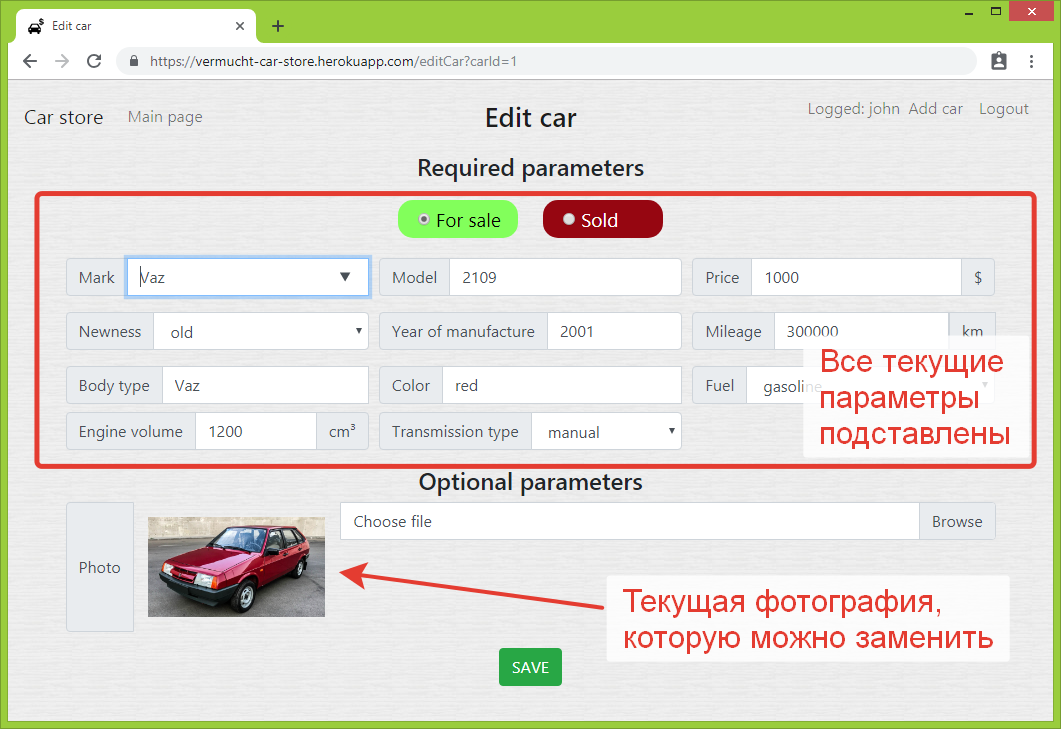 Edit car
https://vermucht-car-store.herokuapp.com/editCar?carId=1
Car store Main page Edit car Logged: john Add car Logout
Required parameters
For sale Sold
Mark Vaz Model 2109 Price 1000 $
Newness old Year of manufacture 2001 Mileage 300000 km
Body type Vaz Color red Fuel gasoline
Engine volume 1200 cm³ Transmission type manual
Все текущие
параметры
подставлены
Optional parameters
Photo Choose file Browse
Текущая фотография,
которую можно заменить
SAVE